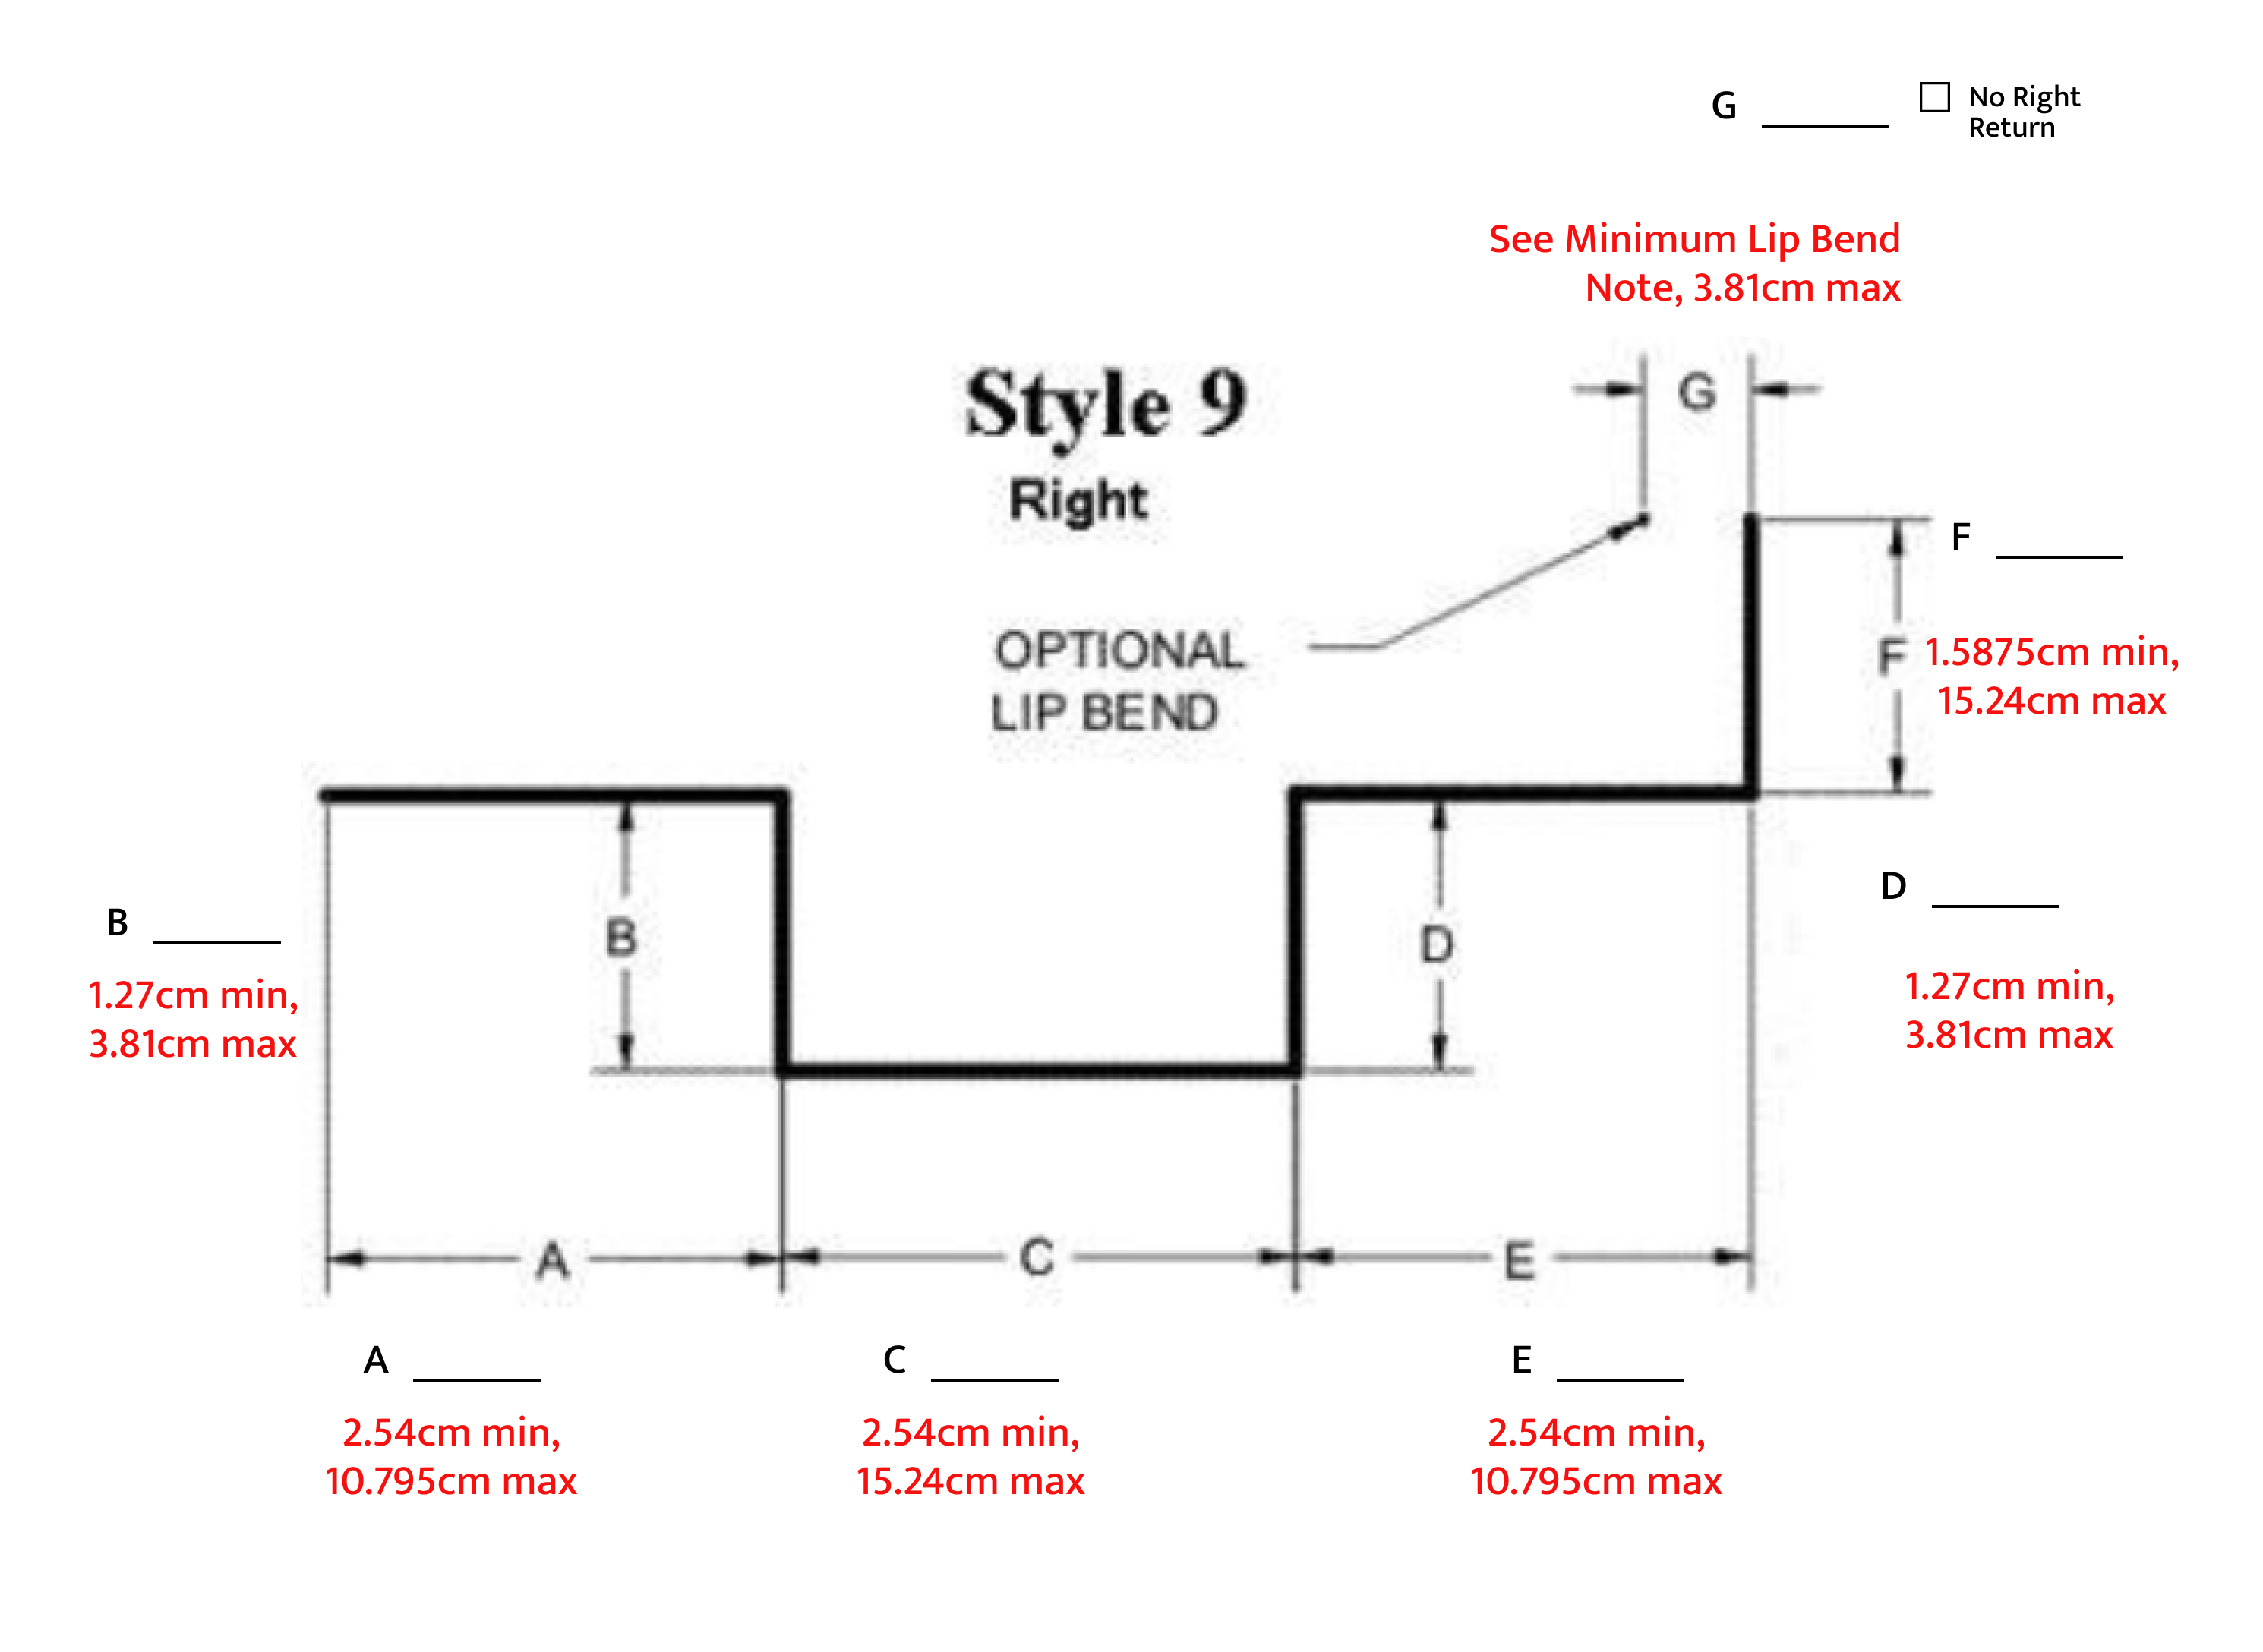 G ______ No Right
Return
See Minimum Lip Bend
Note, 3.81cm max
Style 9
Right
G
F ______
OPTIONAL
LIP BEND
F
1.5875cm min,
15.24cm max
B ______
1.27cm min,
3.81cm max
B
D
D ______
1.27cm min,
3.81cm max
A
C
E
A ______
C ______
E ______
2.54cm min,
10.795cm max
2.54cm min,
15.24cm max
2.54cm min,
10.795cm max